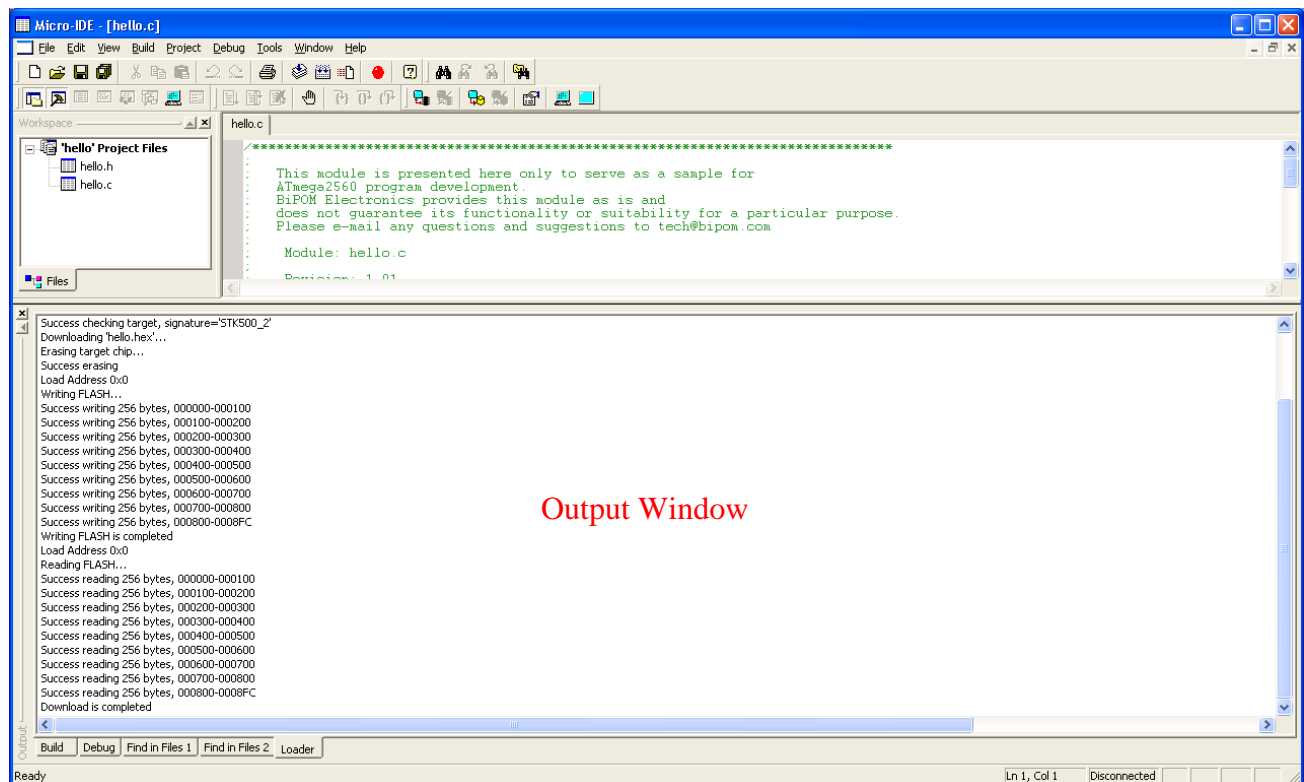 Micro-IDE - [hello.c]
File Edit View Build Project Debug Tools Window Help
Workspace
'hello' Project Files
hello.h
hello.c
Files
hello.c
/*******************************************************************************
;
; This module is presented here only to serve as a sample for
; ATmega2560 program development.
; BiPOM Electronics provides this module as is and
; does not guarantee its functionality or suitability for a particular purpose.
; Please e-mail any questions and suggestions to tech@bipom.com
;
; Module: hello.c
;
; Revision: 1.01
Success checking target, signature='STK500_2'
Downloading 'hello.hex'...
Erasing target chip...
Success erasing
Load Address 0x0
Writing FLASH...
Success writing 256 bytes, 000000-000100
Success writing 256 bytes, 000100-000200
Success writing 256 bytes, 000200-000300
Success writing 256 bytes, 000300-000400
Success writing 256 bytes, 000400-000500
Success writing 256 bytes, 000500-000600
Success writing 256 bytes, 000600-000700
Success writing 256 bytes, 000700-000800
Success writing 256 bytes, 000800-0008FC
Writing FLASH is completed
Load Address 0x0
Reading FLASH...
Success reading 256 bytes, 000000-000100
Success reading 256 bytes, 000100-000200
Success reading 256 bytes, 000200-000300
Success reading 256 bytes, 000300-000400
Success reading 256 bytes, 000400-000500
Success reading 256 bytes, 000500-000600
Success reading 256 bytes, 000600-000700
Success reading 256 bytes, 000700-000800
Success reading 256 bytes, 000800-0008FC
Download is completed
Output Window
Output
Build Debug Find in Files 1 Find in Files 2 Loader
Ready Ln 1, Col 1 Disconnected